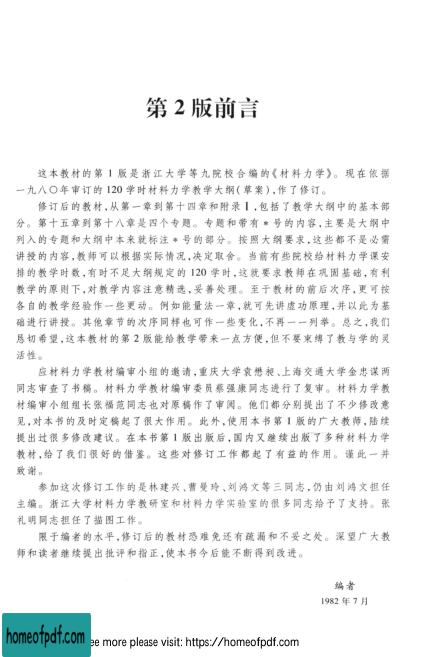 第 2 版前言
这本教材的第 1 版是浙江大学等九院校合编的《材料力学》。现在依据
一九八〇年审订的 120 学时材料力学教学大纲(草案),作了修订。
修订后的教材,从第一章到第十四章和附录Ⅰ,包括了教学大纲中的基本部
分。第十五章到第十八章是四个专题。专题和带有＊号的内容,主要是大纲中
列入的专题和大纲中本来就标注＊号的部分。按照大纲要求,这些都不是必需
讲授的内容,教师可以根据实际情况,决定取舍。当前有些院校给材料力学课安
排的教学时数,有时不足大纲规定的 120 学时,这就要求教师在巩固基础,有利
教学的原则下,对教学内容注意精选,妥善处理。至于教材的前后次序,更可按
各自的教学经验作一些更动。例如能量法一章,就可先讲虚功原理,并以此为基
础进行讲授。其他章节的次序同样也可作一些变化,不再一一列举。总之,我们
恳切希望,这本教材的第 2 版能给教学带来一点方便,但不要束缚了教与学的灵
活性。
应材料力学教材编审小组的邀请,重庆大学袁懋昶、上海交通大学金忠谋两
同志审查了书稿。材料力学教材编审委员蔡强康同志进行了复审。材料力学教
材编审小组组长张福范同志也对原稿作了审阅。他们都分别提出了不少修改意
见,对本书的及时定稿起了很大作用。此外,使用本书第 1 版的广大教师,陆续
提出过很多修改建议。在本书第 1 版出版后,国内又继续出版了多种材料力学
教材,给了我们很好的借鉴。这些对修订工作都起了有益的作用。谨此一并
致谢。
参加这次修订工作的是林建兴、曹曼玲、刘鸿文等三同志,仍由刘鸿文担任
主编。浙江大学材料力学教研室和材料力学实验室的很多同志给予了支持。张
礼明同志担任了描图工作。
限于编者的水平,修订后的教材恐难免还有疏漏和不妥之处。深望广大教
师和读者继续提出批评和指正,使本书今后能不断得到改进。
编者
1982 年 7 月
homeofpdf.com
ee more please visit: https://homeofpdf.com